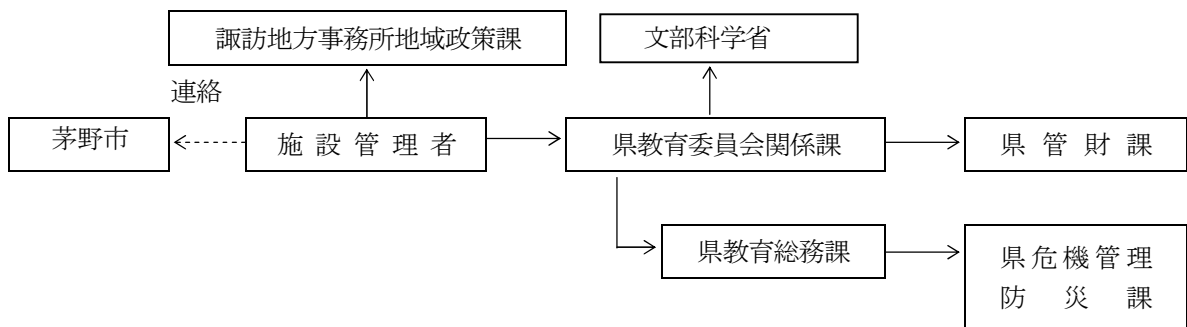 諏訪地方事務所地域政策課
文部科学省
連絡
茅野市
施設管理者
県教育委員会関係課
県管財課
県教育総務課
県危機管理
防災課